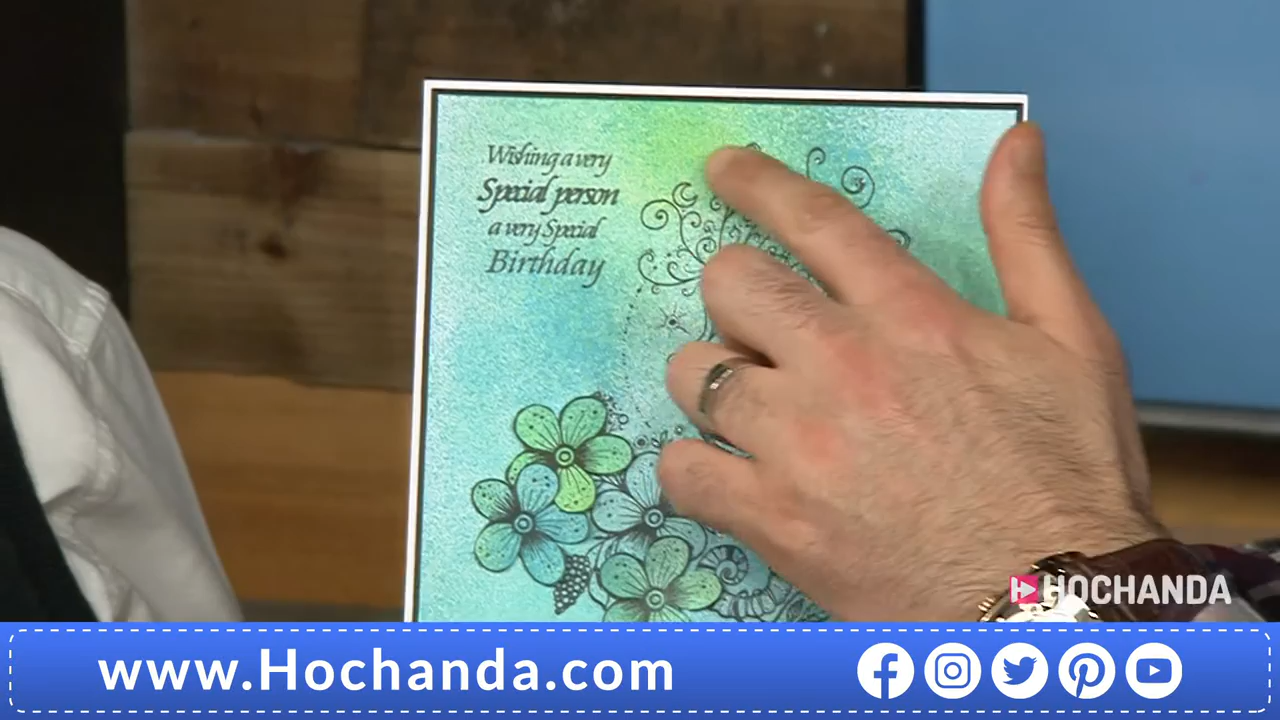 Wishing a very
Special person
a very Special
Birthday
HOCHANDA
www.Hochanda.com